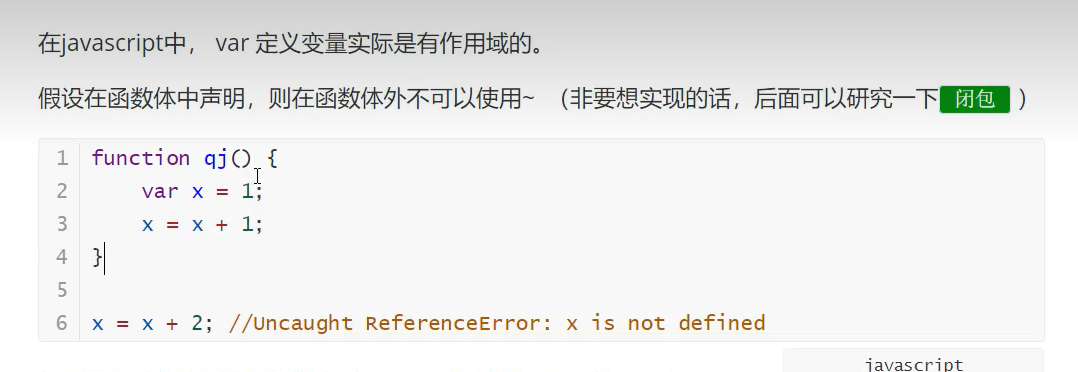 在javascript中， var 定义变量实际是有作用域的。
假设在函数体中声明，则在函数体外不可以使用~ （非要想实现的话，后面可以研究一下 闭包 ）
1 function qj() {
2     var x = 1;
3     x = x + 1;
4 }
5
6 x = x + 2; //Uncaught ReferenceError: x is not defined
javascript